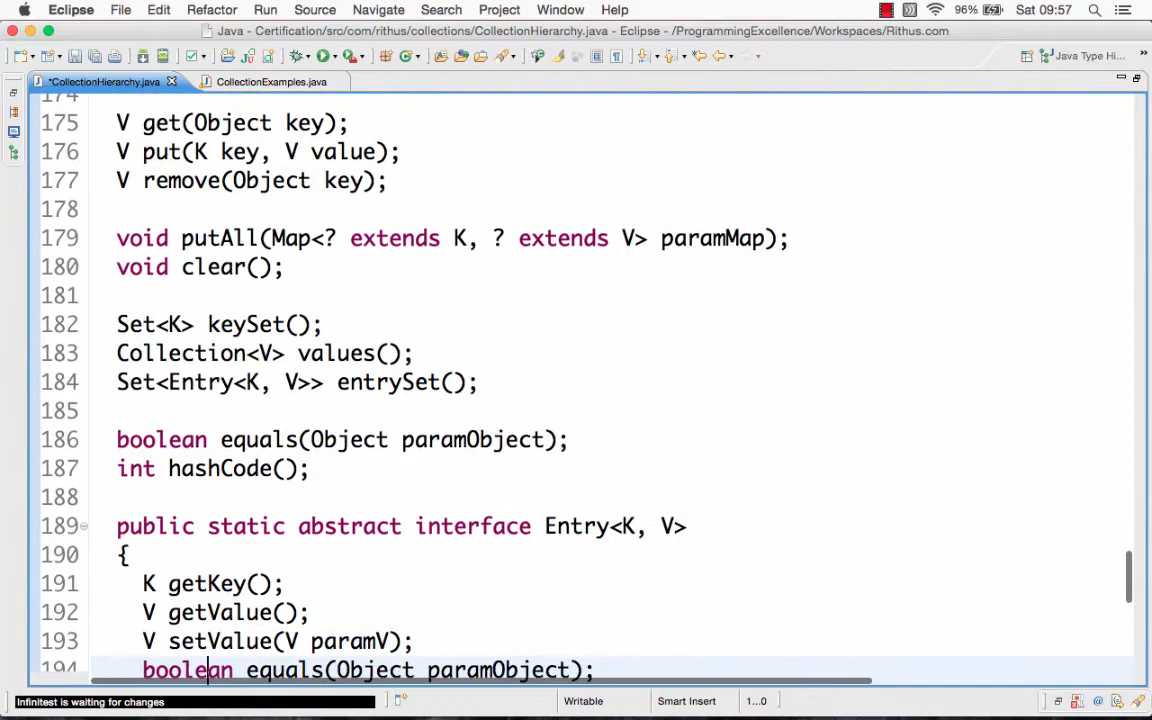 Eclipse File Edit Refactor Run Source Navigate Search Project Window Help 96% Sat 09:57
Java - Certification/src/com/rithus/collections/CollectionHierarchy.java - Eclipse - /ProgrammingExcellence/Workspaces/Rithus.com
Java Type Hi...
*CollectionHierarchy.java CollectionExamples.java
174
175 V get(Object key);
176 V put(K key, V value);
177 V remove(Object key);
178
179 void putAll(Map<? extends K, ? extends V> paramMap);
180 void clear();
181
182 Set<K> keySet();
183 Collection<V> values();
184 Set<Entry<K, V>> entrySet();
185
186 boolean equals(Object paramObject);
187 int hashCode();
188
189 public static abstract interface Entry<K, V>
190 {
191 K getKey();
192 V getValue();
193 V setValue(V paramV);
194 boolean equals(Object paramObject);
Infinitest is waiting for changes Writable Smart Insert 1...0